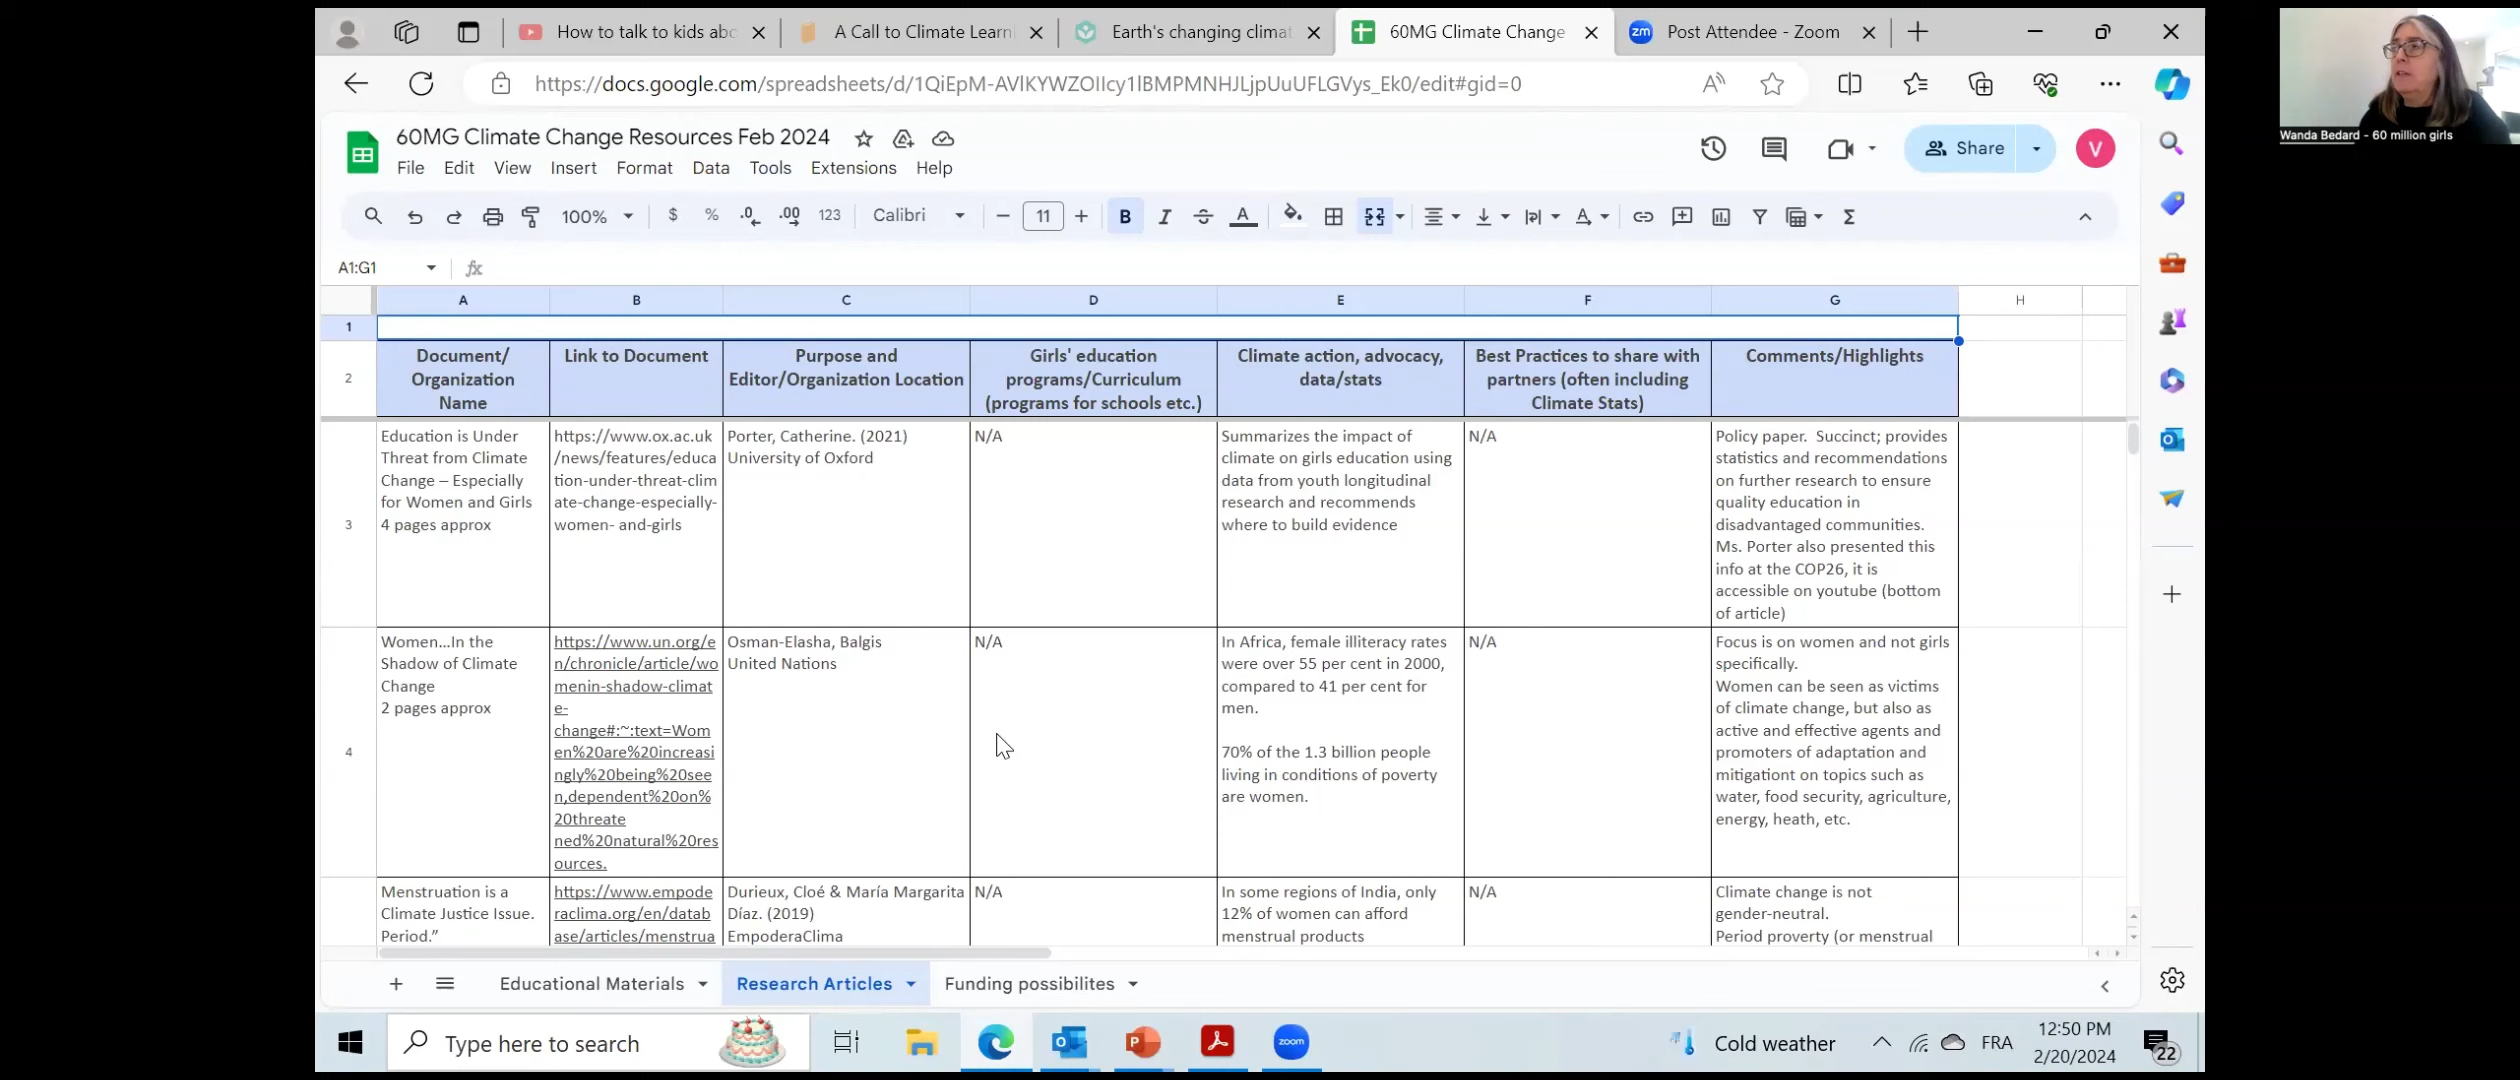 How to talk to kids abo
A Call to Climate Learni
Earth's changing climat
60MG Climate Change
zm Post Attendee - Zoom
https://docs.google.com/spreadsheets/d/1QiEpM-AVlKYWZOIIcy1lBMPMNHJLjpUuUFLGVys_Ek0/edit#gid=0
60MG Climate Change Resources Feb 2024
File Edit View Insert Format Data Tools Extensions Help
Share
V
100% $ % .0 .00 123 Calibri 11 B I A Σ
A1:G1 fx
A B C D E F G H
1
2
Document/
Organization
Name
Link to Document
Purpose and
Editor/Organization Location
Girls' education
programs/Curriculum
(programs for schools etc.)
Climate action, advocacy,
data/stats
Best Practices to share with
partners (often including
Climate Stats)
Comments/Highlights
3
Education is Under
Threat from Climate
Change – Especially
for Women and Girls
4 pages approx
https://www.ox.ac.uk
/news/features/educa
tion-under-threat-clim
ate-change-especially-
women- and-girls
Porter, Catherine. (2021)
University of Oxford
N/A
Summarizes the impact of
climate on girls education using
data from youth longitudinal
research and recommends
where to build evidence
N/A
Policy paper.  Succinct; provides
statistics and recommendations
on further research to ensure
quality education in
disadvantaged communities.
Ms. Porter also presented this
info at the COP26, it is
accessible on youtube (bottom
of article)
4
Women...In the
Shadow of Climate
Change
2 pages approx
https://www.un.org/e
n/chronicle/article/wo
menin-shadow-climat
e-
change#:~:text=Wom
en%20are%20increasi
ngly%20being%20see
n,dependent%20on%
20threate
ned%20natural%20res
ources.
Osman-Elasha, Balgis
United Nations
N/A
In Africa, female illiteracy rates
were over 55 per cent in 2000,
compared to 41 per cent for
men.
70% of the 1.3 billion people
living in conditions of poverty
are women.
N/A
Focus is on women and not girls
specifically.
Women can be seen as victims
of climate change, but also as
active and effective agents and
promoters of adaptation and
mitigationt on topics such as
water, food security, agriculture,
energy, heath, etc.
Menstruation is a
Climate Justice Issue.
Period.”
https://www.empode
raclima.org/en/datab
ase/articles/menstrua
Durieux, Cloé & María Margarita
Díaz. (2019)
EmpoderaClima
N/A
In some regions of India, only
12% of women can afford
menstrual products
N/A
Climate change is not
gender-neutral.
Period proverty (or menstrual
Educational Materials
Research Articles
Funding possibilites
Type here to search
zoom
Cold weather
FRA
12:50 PM
2/20/2024
22
Wanda Bedard - 60 million girls